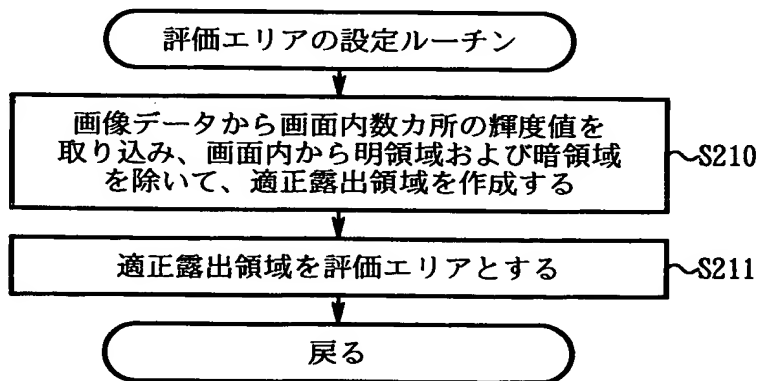 評価エリアの設定ルーチン
画像データから画面内数カ所の輝度値を
取り込み、画面内から明領域および暗領域
を除いて、適正露出領域を作成する
S210
適正露出領域を評価エリアとする
S211
戻る